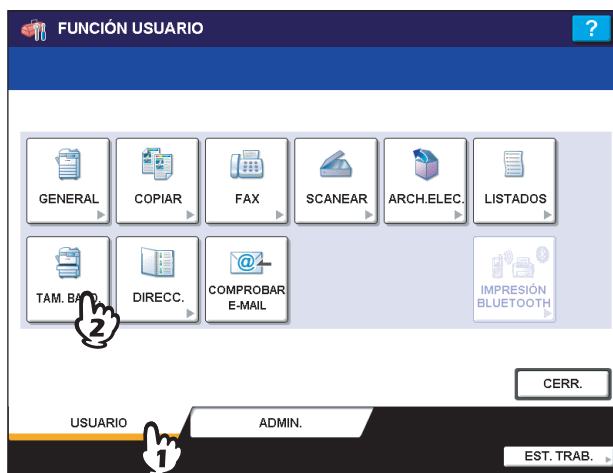 FUNCIÓN USUARIO
?
GENERAL
COPIAR
FAX
SCANEAR
ARCH.ELEC.
LISTADOS
TAM.
2
DIRECC.
@
COMPROBAR
E-MAIL
IMPRESIÓN
BLUETOOTH
CERR.
USUARIO
1
ADMIN.
EST. TRAB.